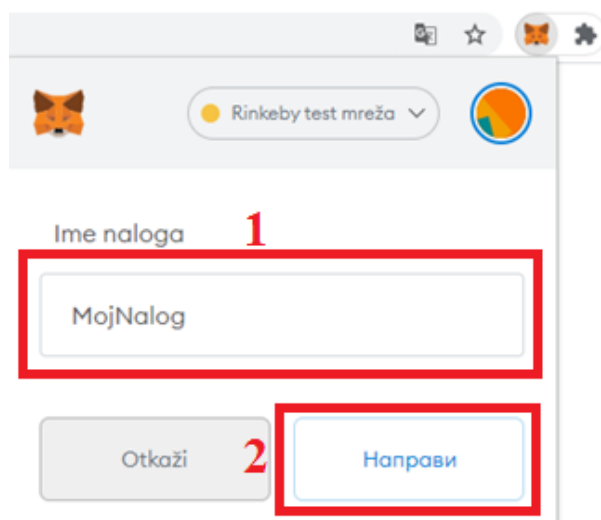 Rinkeby test mreža
Ime naloga 1
MojNalog
Otkaži 2 Направи